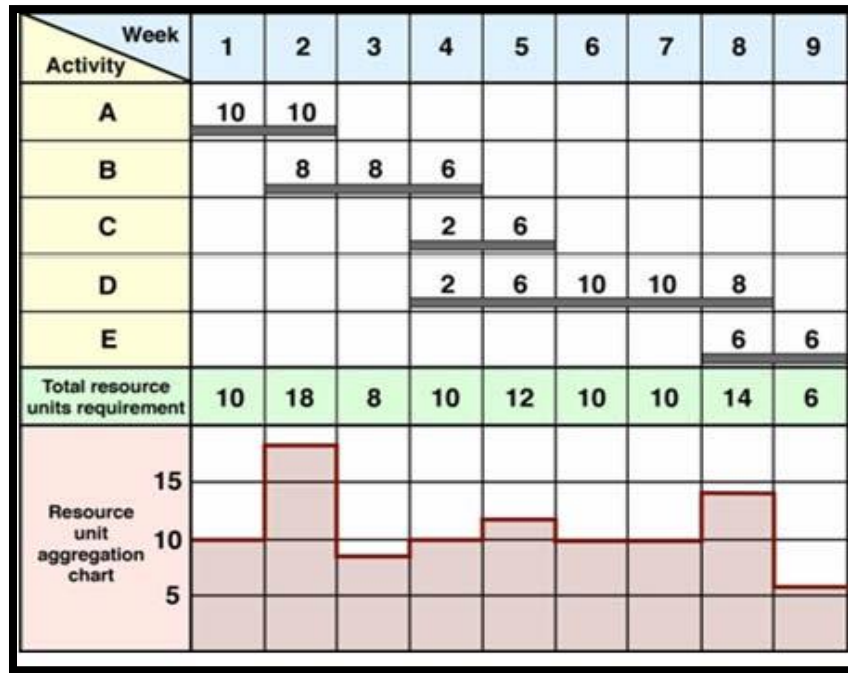 Week 1 2 3 4 5 6 7 8 9
Activity
A 10 10
B 8 8 6
C 2 6
D 2 6 10 10 8
E 6 6
Total resource
units requirement 10 18 8 10 12 10 10 14 6
15
Resource
unit
10
aggregation
chart
5